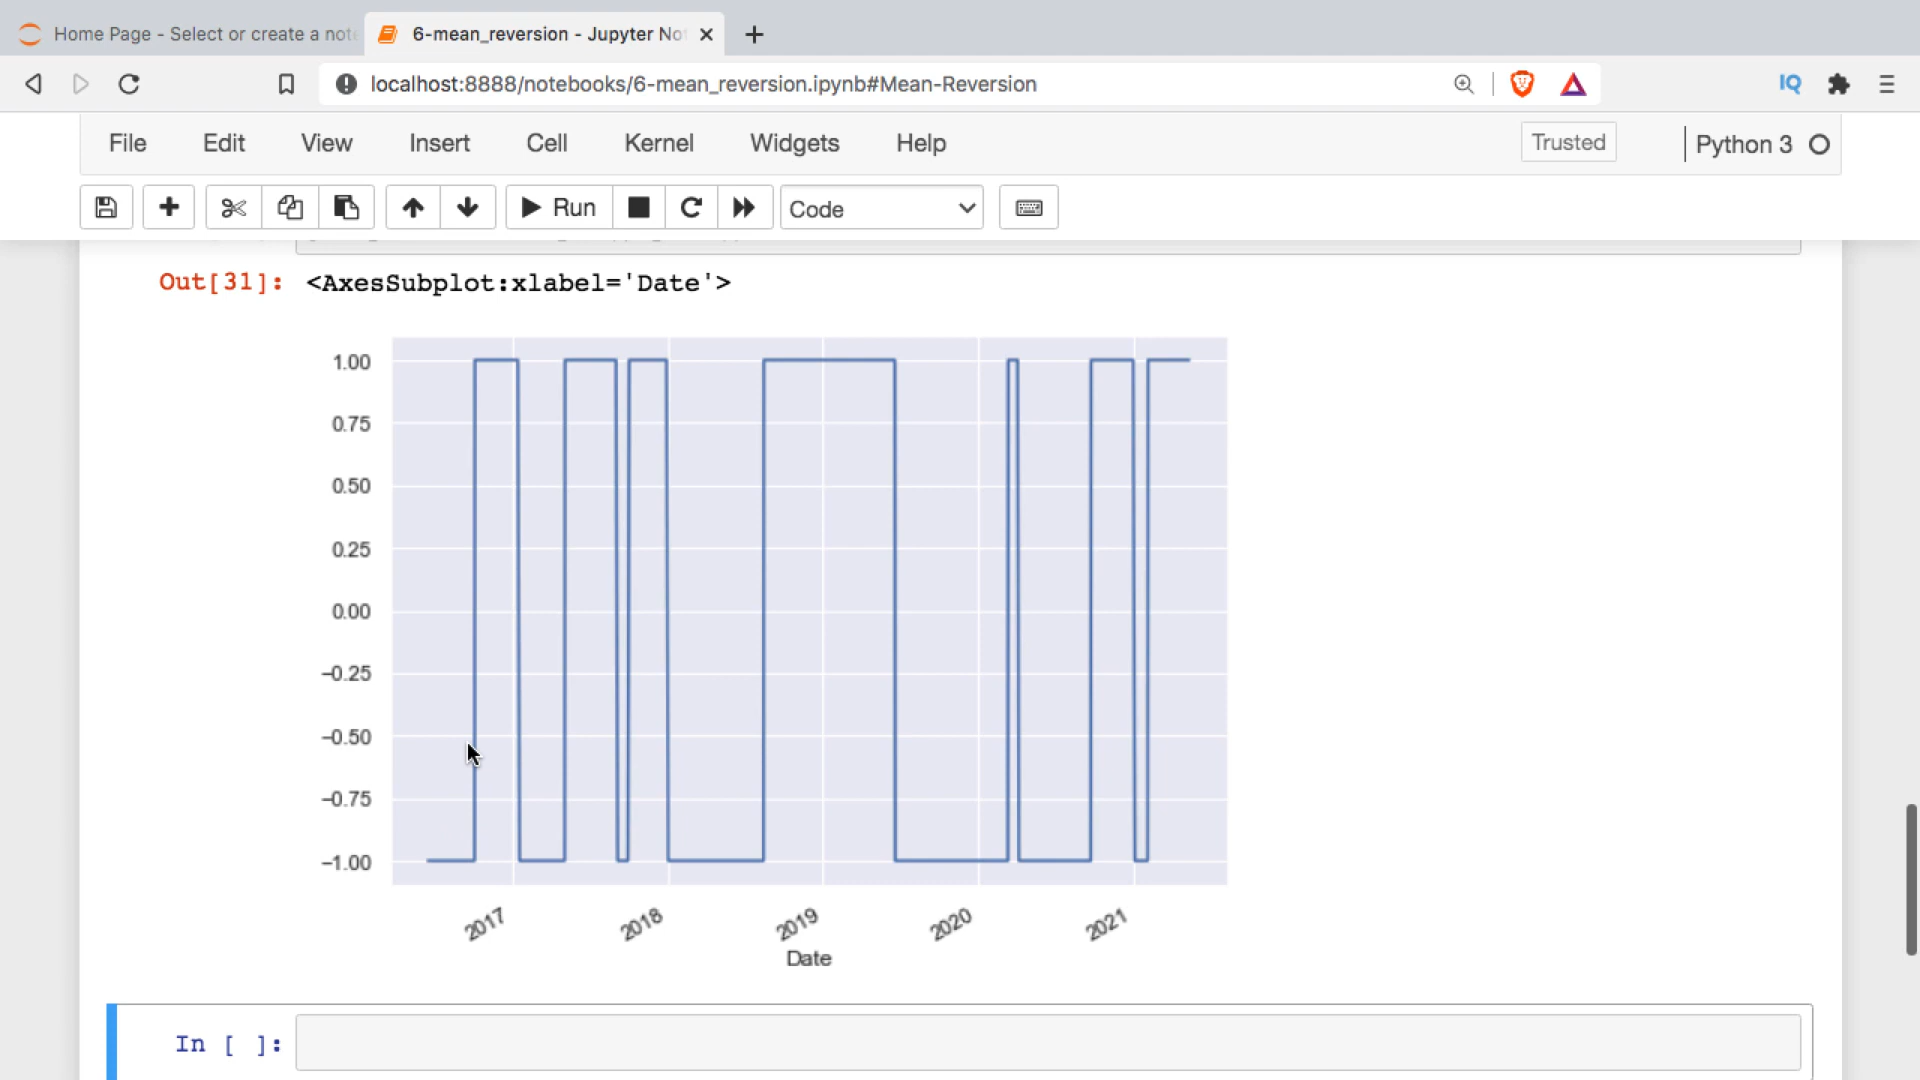 Home Page - Select or create a not
6-mean_reversion - Jupyter No
localhost:8888/notebooks/6-mean_reversion.ipynb#Mean-Reversion
IQ
File Edit View Insert Cell Kernel Widgets Help Trusted Python 3
Run Code
Out[31]: <AxesSubplot:xlabel='Date'>
1.00
0.75
0.50
0.25
0.00
−0.25
−0.50
−0.75
−1.00
2017 2018 2019 2020 2021
Date
In [ ]: